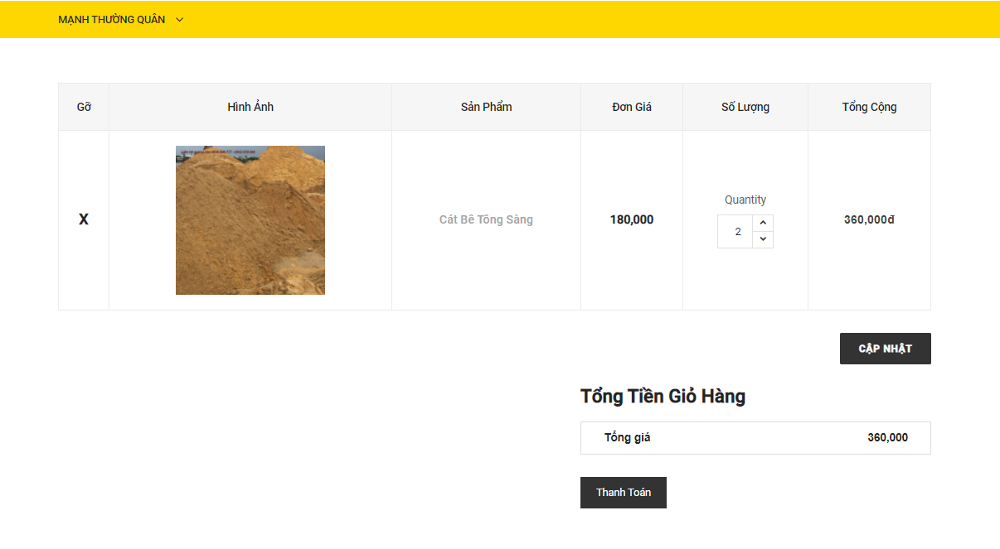 MẠNH THƯỜNG QUÂN
Gỡ Hình Ảnh Sản Phẩm Đơn Giá Số Lượng Tổng Cộng
Quantity
X Cát Bê Tông Sàng 180,000 360,000đ
2
CẬP NHẬT
Tổng Tiền Giỏ Hàng
Tổng giá 360,000
Thanh Toán